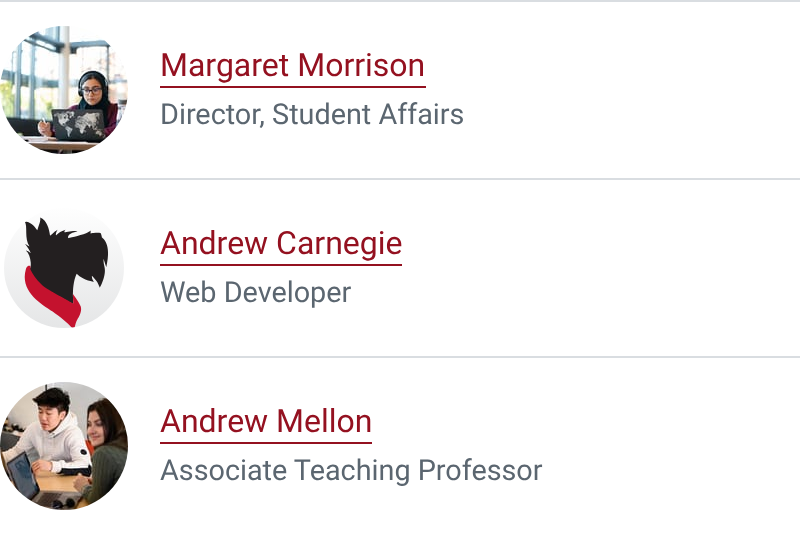 Margaret Morrison
Director, Student Affairs
Andrew Carnegie
Web Developer
Andrew Mellon
Associate Teaching Professor